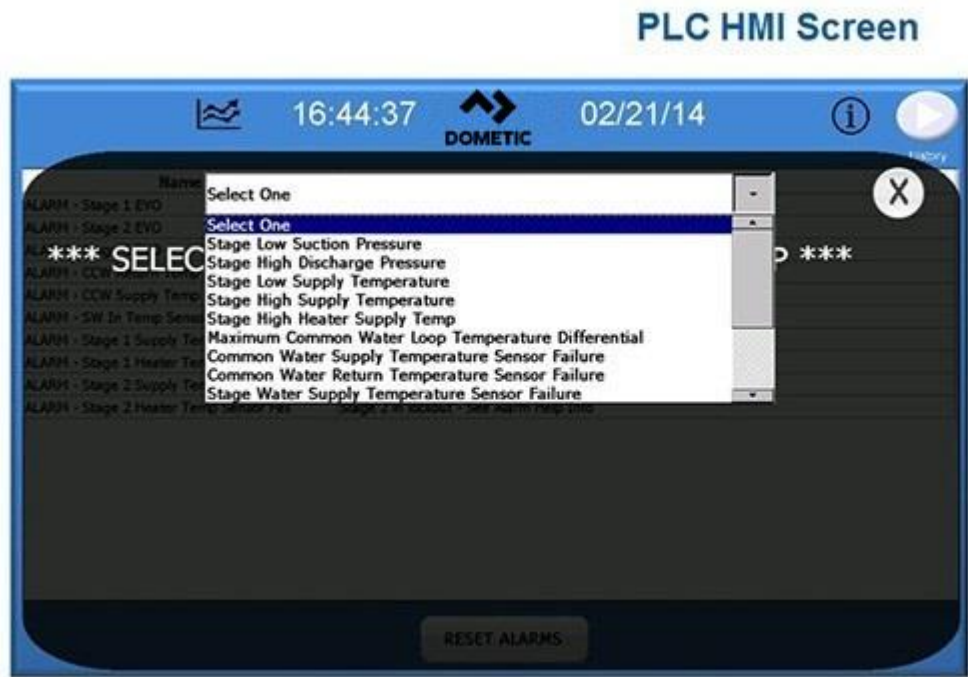 PLC HMI Screen
16:44:37 DOMETIC 02/21/14
History
Name Select One
ALARM - Stage 1 EVO
ALARM - Stage 2 EVO Select One
Stage Low Suction Pressure
*** SELEC P ***
Stage High Discharge Pressure
ALARM - CCW
Stage Low Supply Temperature
ALARM - CCW Supply Temp
Stage High Supply Temperature
ALARM - SW In Temp Sens
Stage High Heater Supply Temp
ALARM - Stage 1 Supply Te
Maximum Common Water Loop Temperature Differential
ALARM - Stage 1 Heater Te
Common Water Supply Temperature Sensor Failure
ALARM - Stage 2 Supply Te
Common Water Return Temperature Sensor Failure
Stage Water Supply Temperature Sensor Failure
ALARM - Stage 2 Heater Temp Sensor Fail Stage 2 in lockout - See Alarm Help Info
X
RESET ALARMS